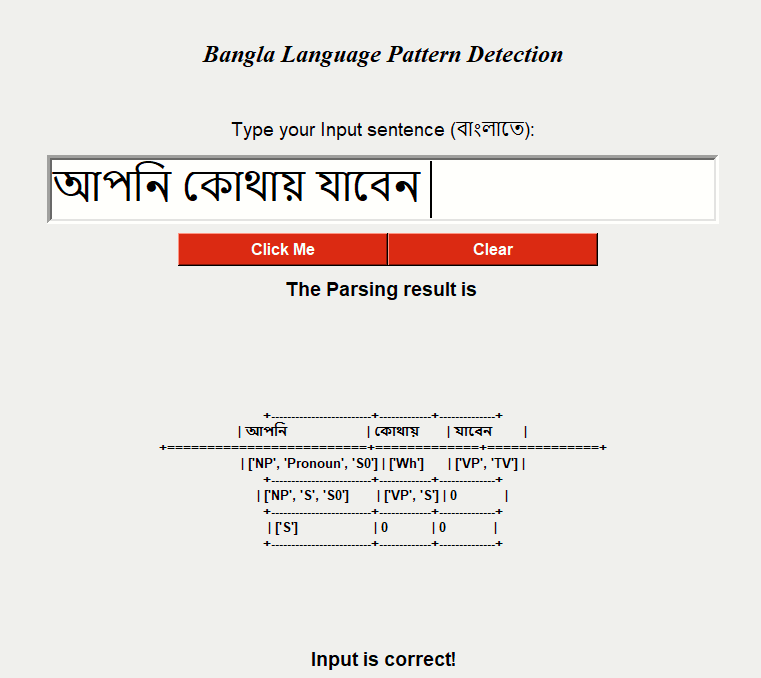 Bangla Language Pattern Detection
Type your Input sentence (বাংলাতে):
আপনি কোথায় যাবেন
Click Me Clear
The Parsing result is
+-------------------------+-------------+--------------+
| আপনি | কোথায় | যাবেন |
+=========================+=============+==============+
| ['NP', 'Pronoun', 'S0'] | ['Wh'] | ['VP', 'TV'] |
+-------------------------+-------------+--------------+
| ['NP', 'S', 'S0'] | ['VP', 'S'] | 0 |
+-------------------------+-------------+--------------+
| ['S'] | 0 | 0 |
+-------------------------+-------------+--------------+
Input is correct!